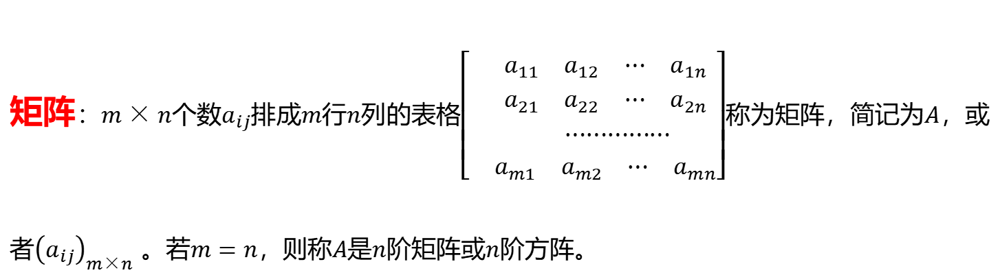 矩阵：$m \times n$个数$a_{ij}$排成$m$行$n$列的表格$\begin{bmatrix} a_{11} & a_{12} & \cdots & a_{1n} \\ a_{21} & a_{22} & \cdots & a_{2n} \\ & \cdots\cdots\cdots\cdots\cdots & \\ a_{m1} & a_{m2} & \cdots & a_{mn} \end{bmatrix}$称为矩阵，简记为$A$，或
者$(a_{ij})_{m \times n}$ 。若$m = n$，则称$A$是$n$阶矩阵或$n$阶方阵。